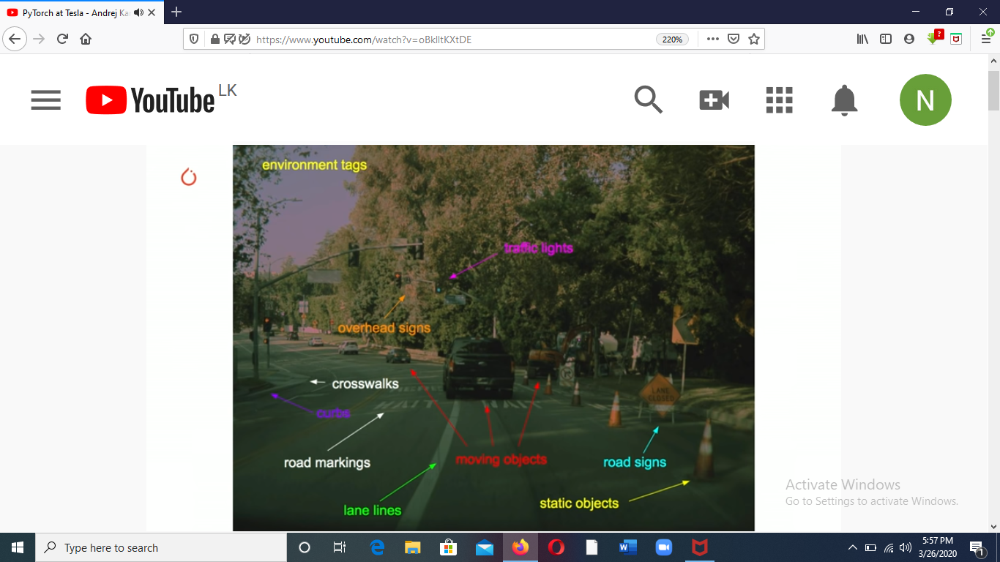 PyTorch at Tesla - Andrej Ka
https://www.youtube.com/watch?v=oBklltKXtDE
220%
YouTube LK
N
environment tags
traffic lights
overhead signs
crosswalks
curbs
LANE
CLOSED
road markings
moving objects
road signs
lane lines
static objects
Activate Windows
Go to Settings to activate Windows.
Type here to search
5:57 PM
3/26/2020
1